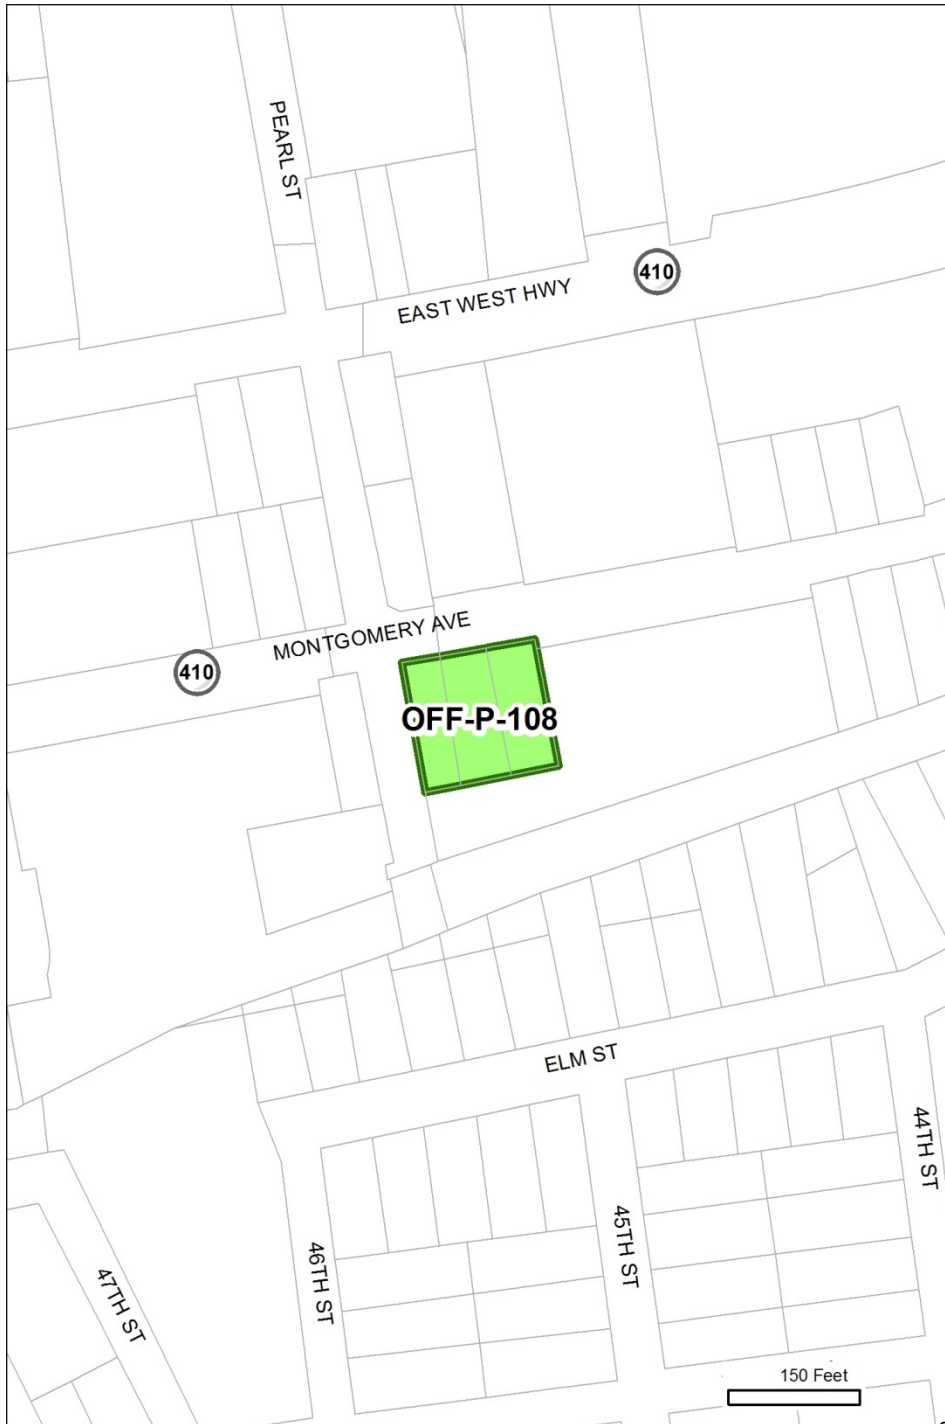 PEARL ST
410
EAST WEST HWY
MONTGOMERY AVE
410
OFF-P-108
ELM ST
44TH ST
45TH ST
46TH ST
47TH ST
150 Feet